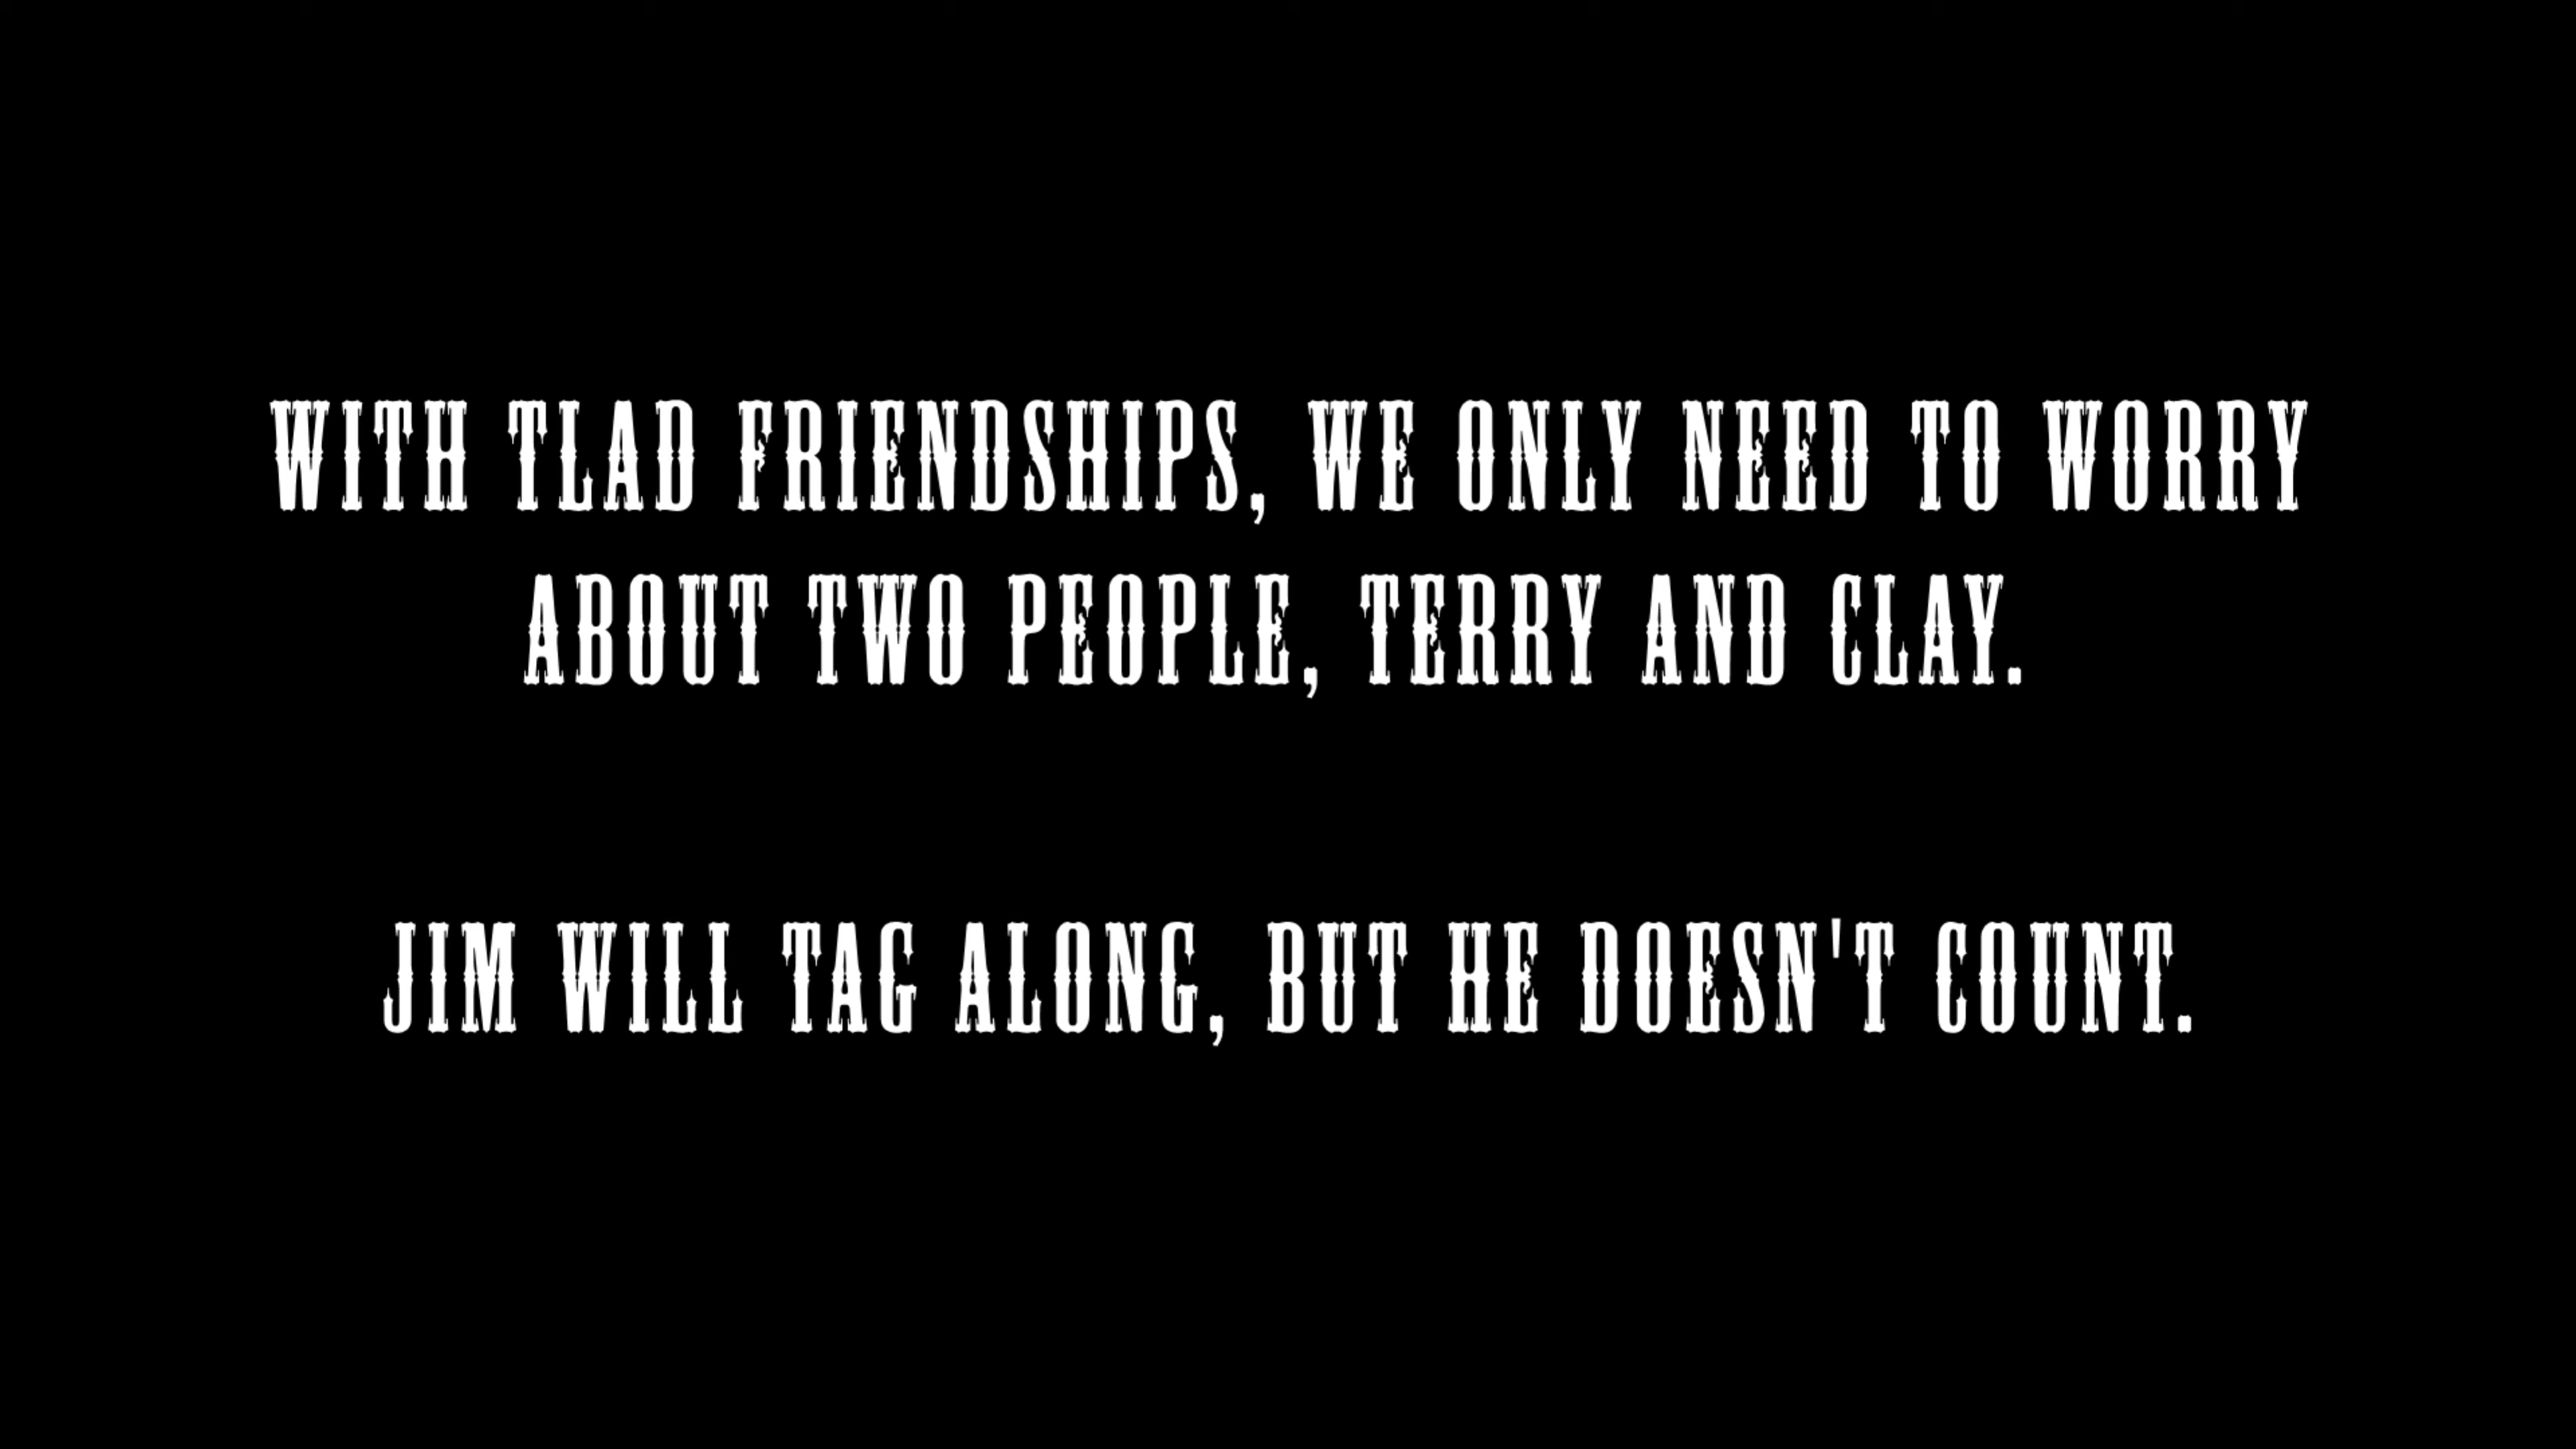 WITH TLAD FRIENDSHIPS, WE ONLY NEED TO WORRY
ABOUT TWO PEOPLE, TERRY AND CLAY.
JIM WILL TAG ALONG, BUT HE DOESN'T COUNT.